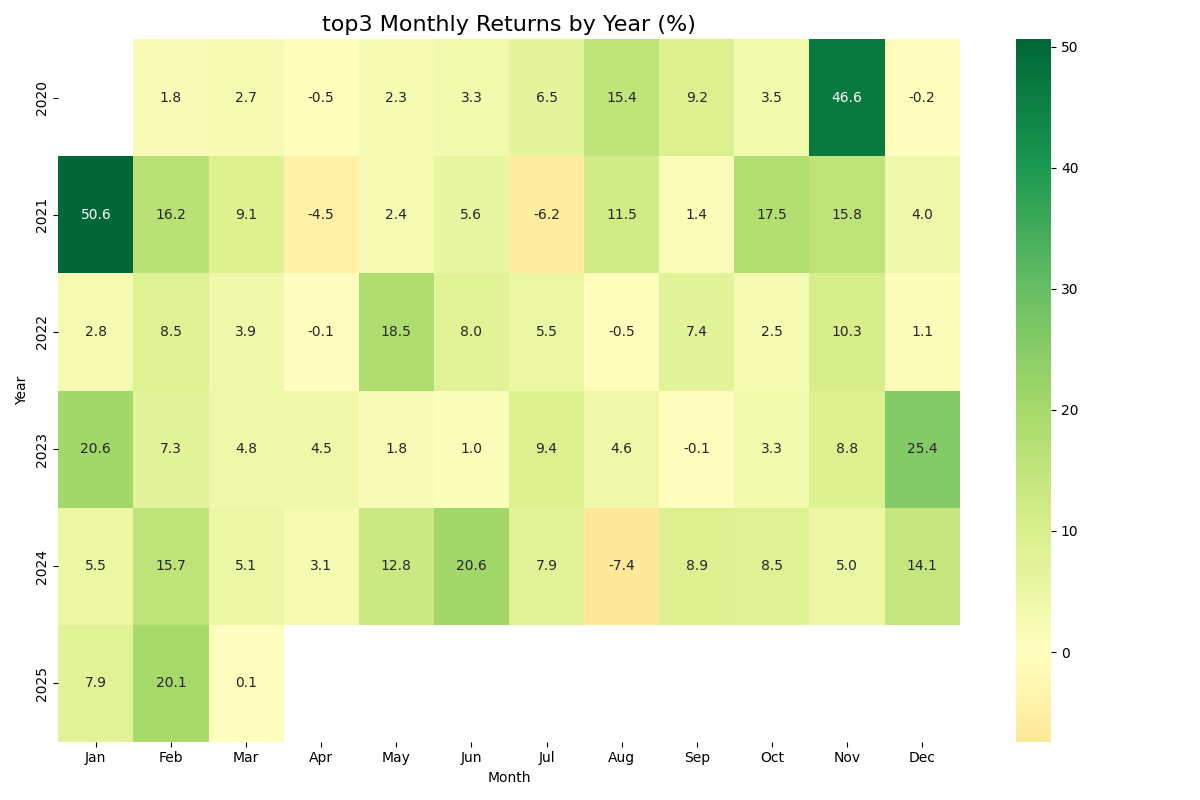 top3 Monthly Returns by Year (%)
2020 1.8 2.7 -0.5 2.3 3.3 6.5 15.4 9.2 3.5 46.6 -0.2
2021 50.6 16.2 9.1 -4.5 2.4 5.6 -6.2 11.5 1.4 17.5 15.8 4.0
2022 2.8 8.5 3.9 -0.1 18.5 8.0 5.5 -0.5 7.4 2.5 10.3 1.1
2023 20.6 7.3 4.8 4.5 1.8 1.0 9.4 4.6 -0.1 3.3 8.8 25.4
2024 5.5 15.7 5.1 3.1 12.8 20.6 7.9 -7.4 8.9 8.5 5.0 14.1
2025 7.9 20.1 0.1
Jan Feb Mar Apr May Jun Jul Aug Sep Oct Nov Dec
Month
Year
50
40
30
20
10
0